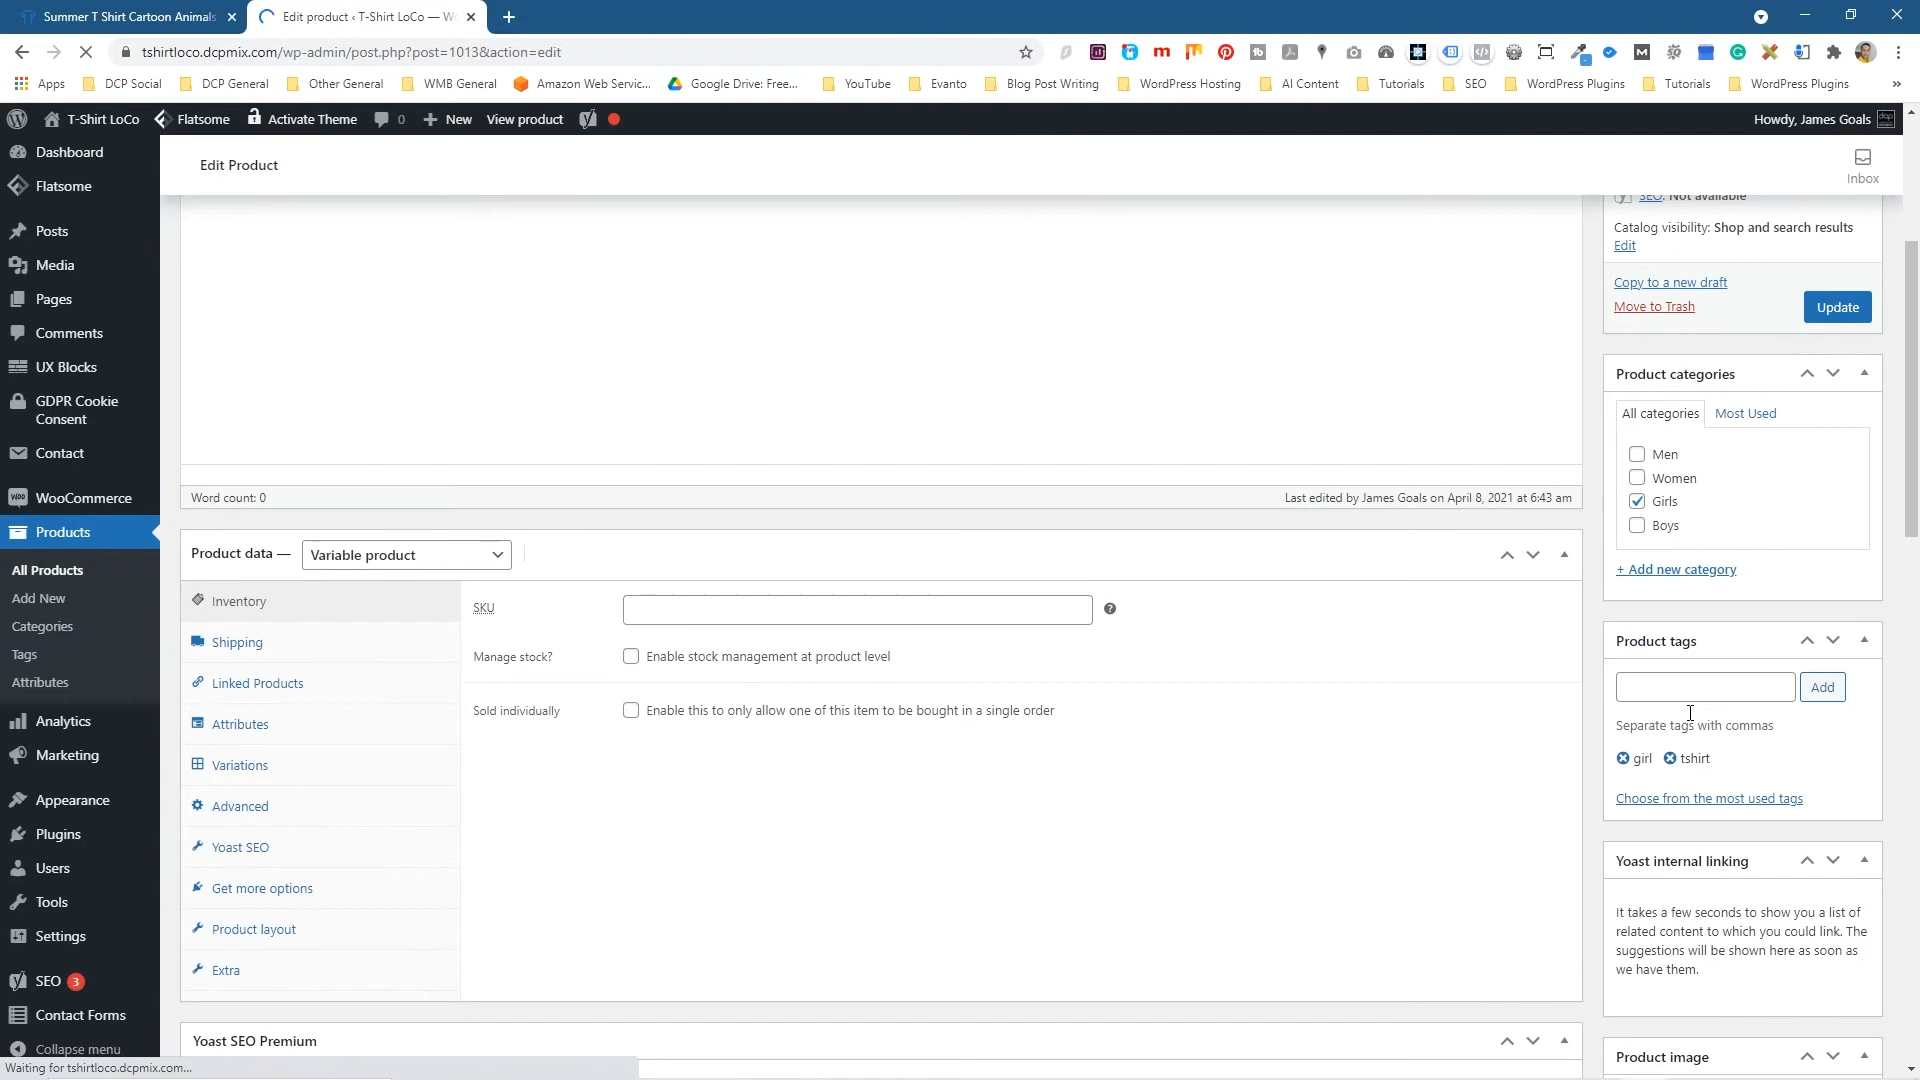 Summer T Shirt Cartoon Animals
Edit product ‹ T-Shirt LoCo — Wo
tshirtloco.dcpmix.com/wp-admin/post.php?post=1013&action=edit
Apps
DCP Social
DCP General
Other General
WMB General
Amazon Web Servic...
Google Drive: Free...
YouTube
Evanto
Blog Post Writing
WordPress Hosting
AI Content
Tutorials
SEO
WordPress Plugins
Tutorials
WordPress Plugins
»
T-Shirt LoCo
Flatsome
Activate Theme
0
New
View product
Howdy, James Goals
Dashboard
Flatsome
Posts
Media
Pages
Comments
UX Blocks
GDPR Cookie
Consent
Contact
WooCommerce
Products
All Products
Add New
Categories
Tags
Attributes
Analytics
Marketing
Appearance
Plugins
Users
Tools
Settings
SEO 3
Contact Forms
Collapse menu
Waiting for tshirtloco.dcpmix.com...
Edit Product
Inbox
Word count: 0
Last edited by James Goals on April 8, 2021 at 6:43 am
Product data —
Variable product
Inventory
Shipping
Linked Products
Attributes
Variations
Advanced
Yoast SEO
Get more options
Product layout
Extra
SKU
Manage stock?
Enable stock management at product level
Sold individually
Enable this to only allow one of this item to be bought in a single order
Yoast SEO Premium
SEO: Not available
Catalog visibility: Shop and search results
Edit
Copy to a new draft
Move to Trash
Update
Product categories
All categories
Most Used
Men
Women
Girls
Boys
+ Add new category
Product tags
Add
Separate tags with commas
girl
tshirt
Choose from the most used tags
Yoast internal linking
It takes a few seconds to show you a list of
related content to which you could link. The
suggestions will be shown here as soon as
we have them.
Product image